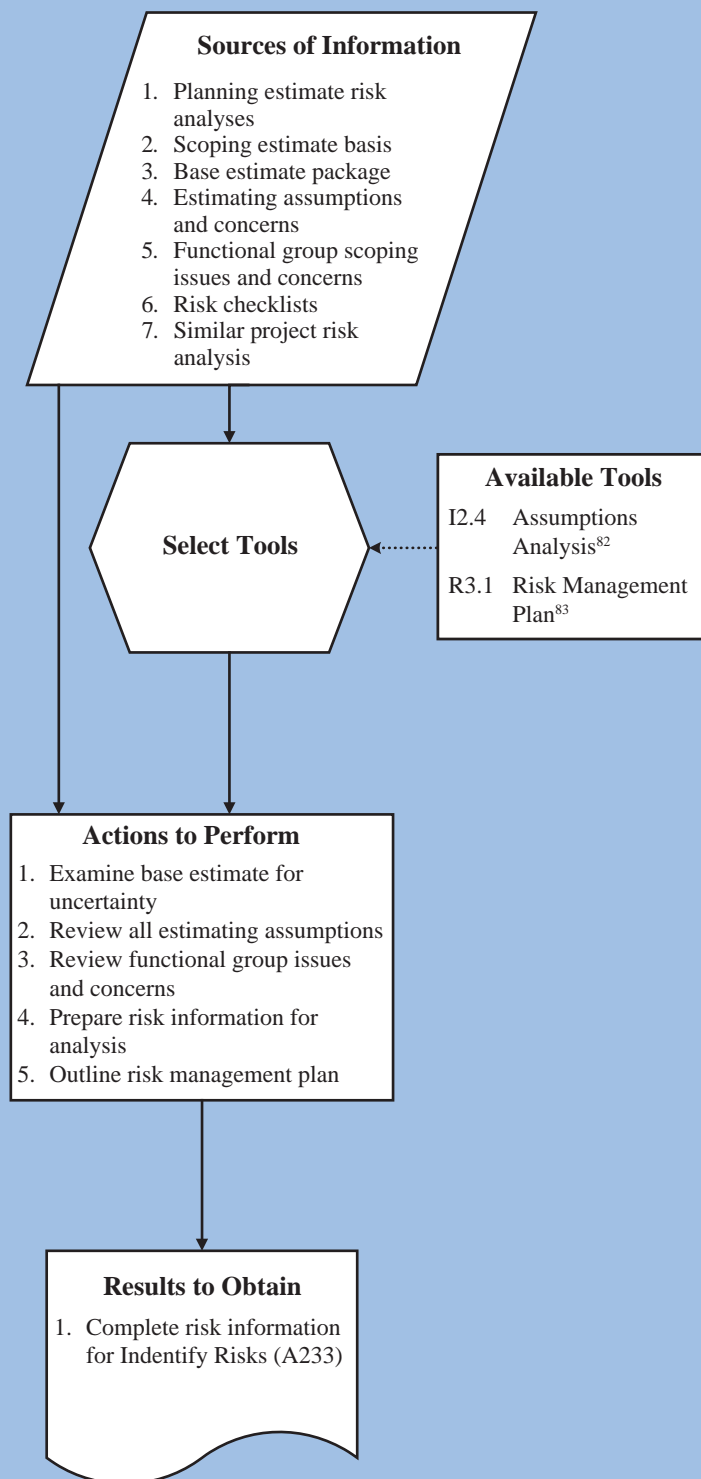 Sources of Information
1. Planning estimate risk
analyses
2. Scoping estimate basis
3. Base estimate package
4. Estimating assumptions
and concerns
5. Functional group scoping
issues and concerns
6. Risk checklists
7. Similar project risk
analysis
Select Tools
Available Tools
I2.4 Assumptions
Analysis⁸²
R3.1 Risk Management
Plan⁸³
Actions to Perform
1. Examine base estimate for
uncertainty
2. Review all estimating assumptions
3. Review functional group issues
and concerns
4. Prepare risk information for
analysis
5. Outline risk management plan
Results to Obtain
1. Complete risk information
for Indentify Risks (A233)